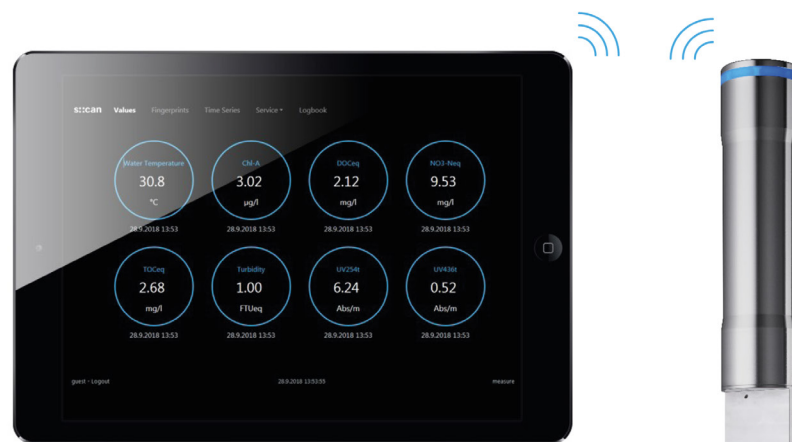 s::can Values Fingerprints Time Series Service Logbook
Water Temperature Chl-A DOCeq NO3-Neq
30.8 3.02 2.12 9.53
°C µg/l mg/l mg/l
28.9.2018 13:53 28.9.2018 13:53 28.9.2018 13:53 28.9.2018 13:53
TOCeq Turbidity UV254t UV436t
2.68 1.00 6.24 0.52
mg/l FTUeq Abs/m Abs/m
28.9.2018 13:53 28.9.2018 13:53 28.9.2018 13:53 28.9.2018 13:53
guest - Logout 28.9.2018 13:53:55 measure